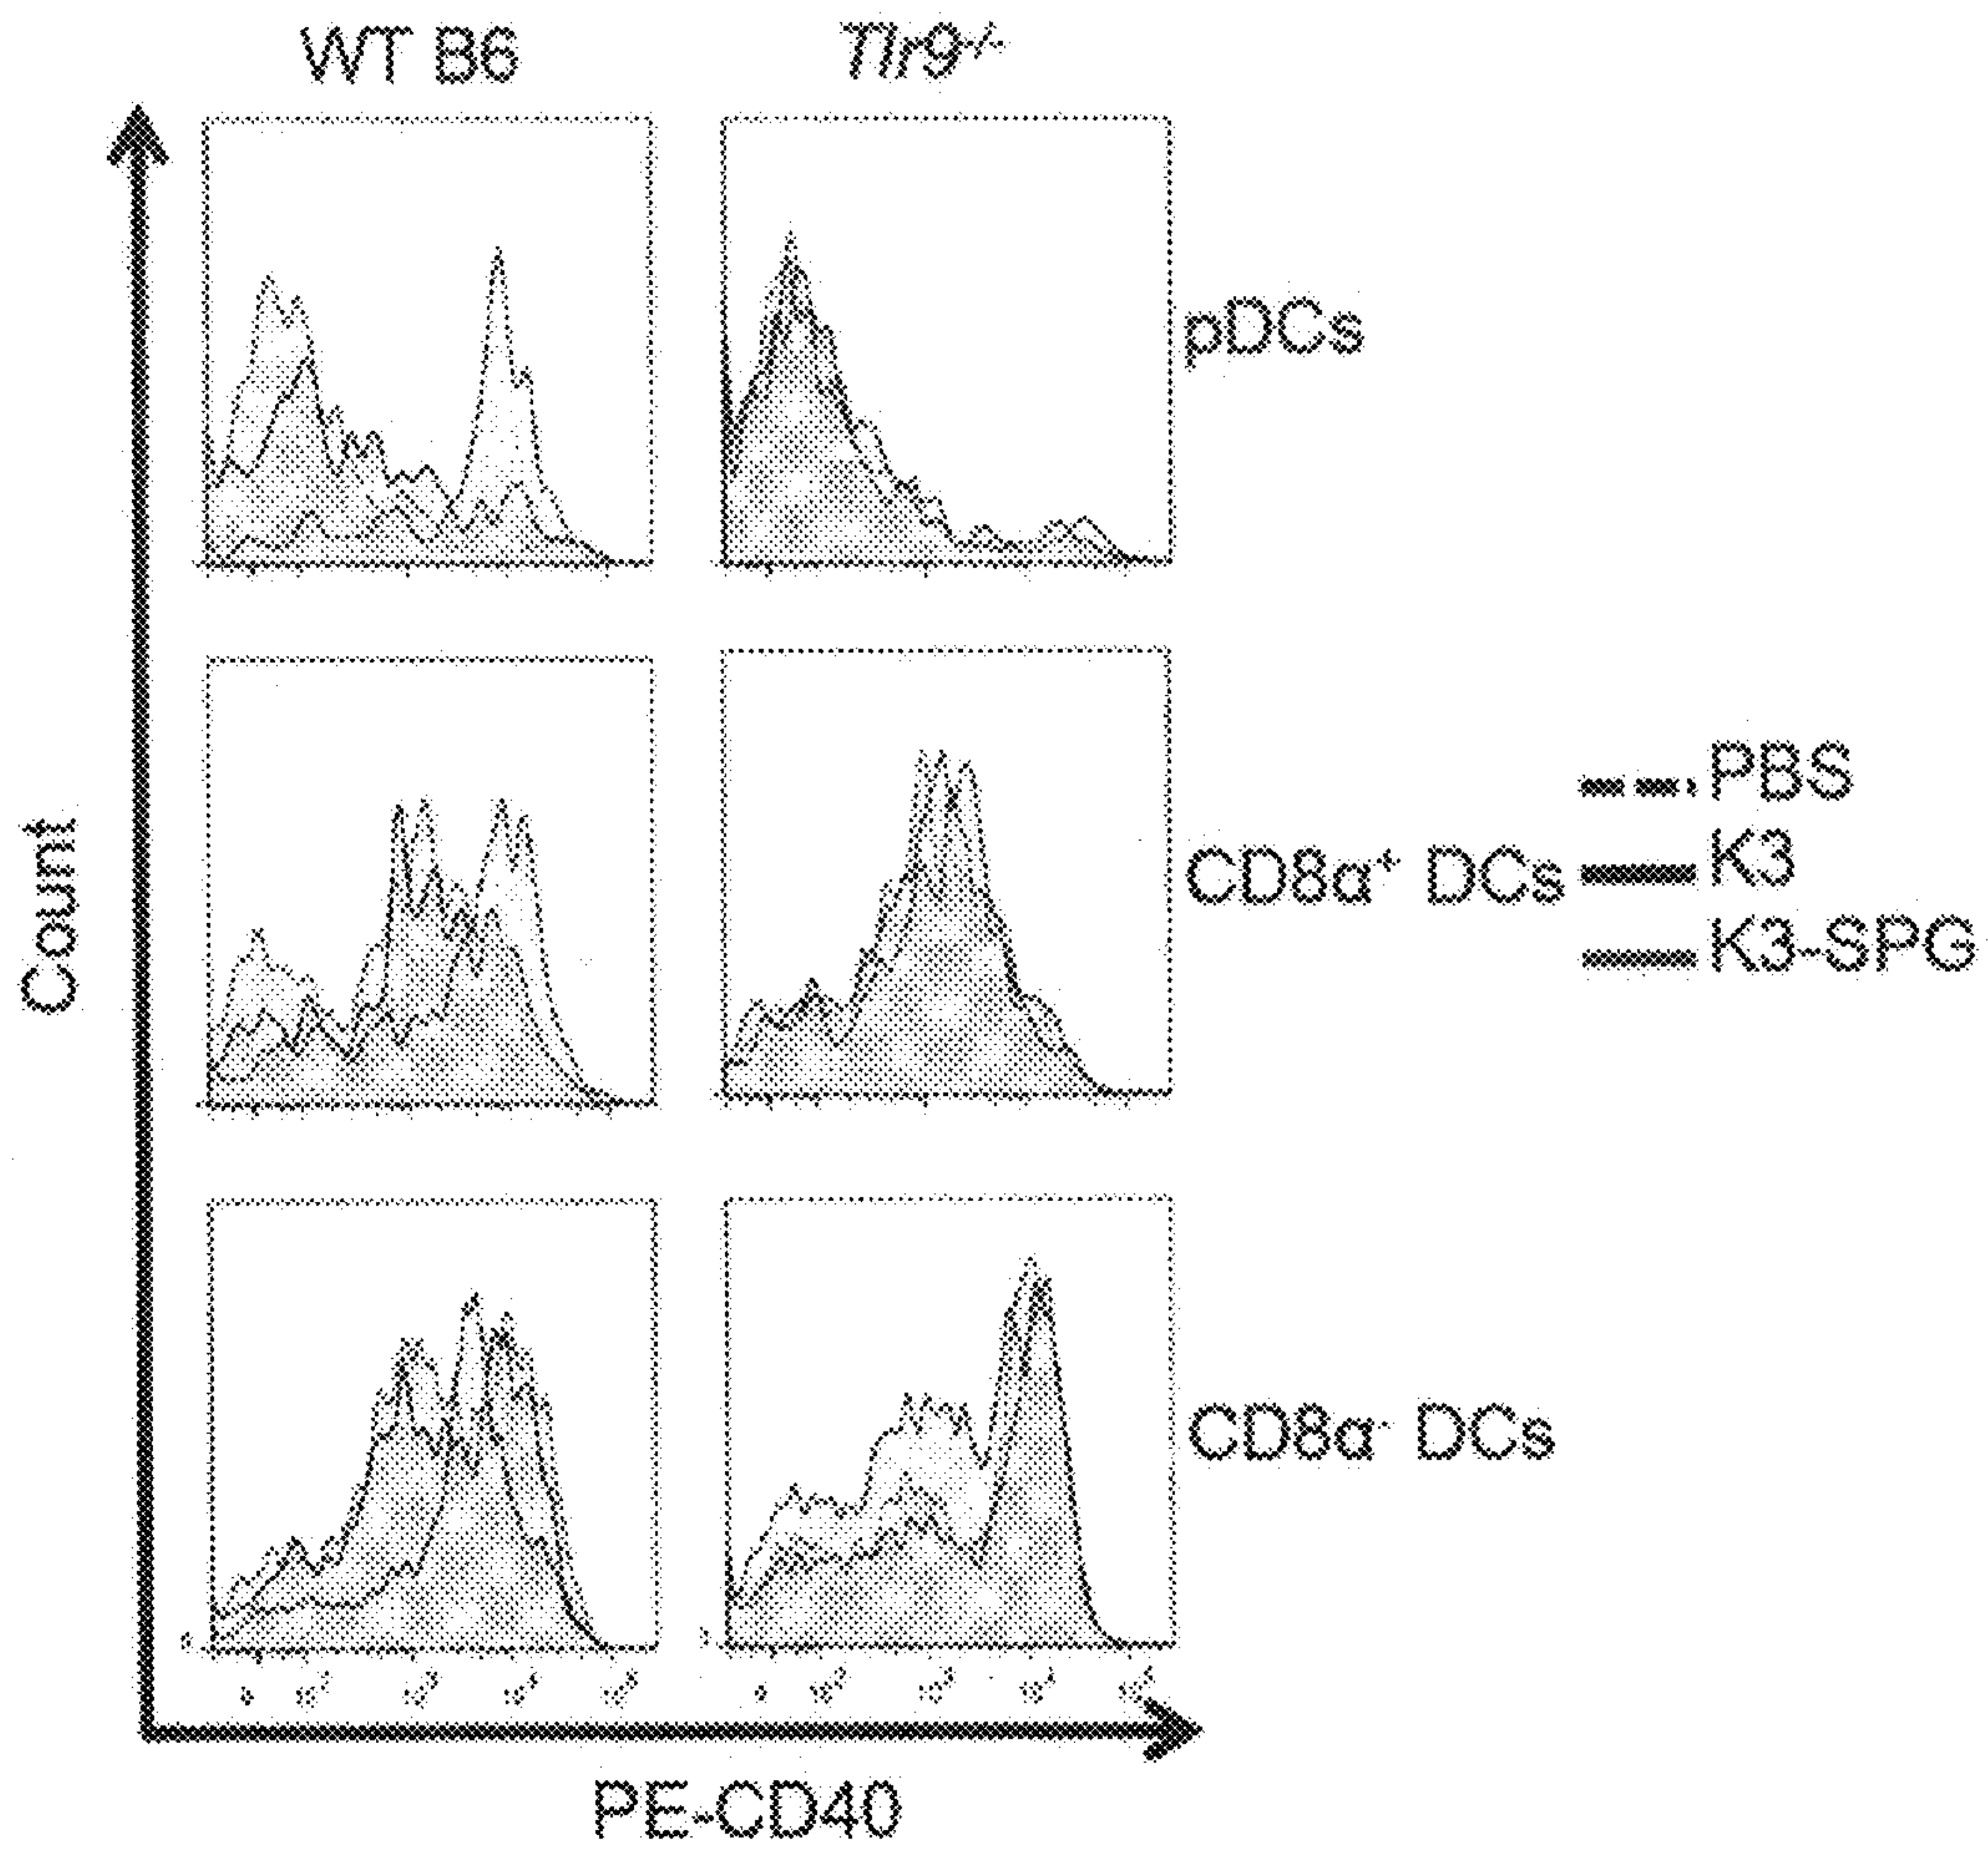 WT B6
Tlr9-/-
pDCs
Count
CD8α+ DCs
PBS
K3
K3-SPG
CD8α- DCs
PE-CD40